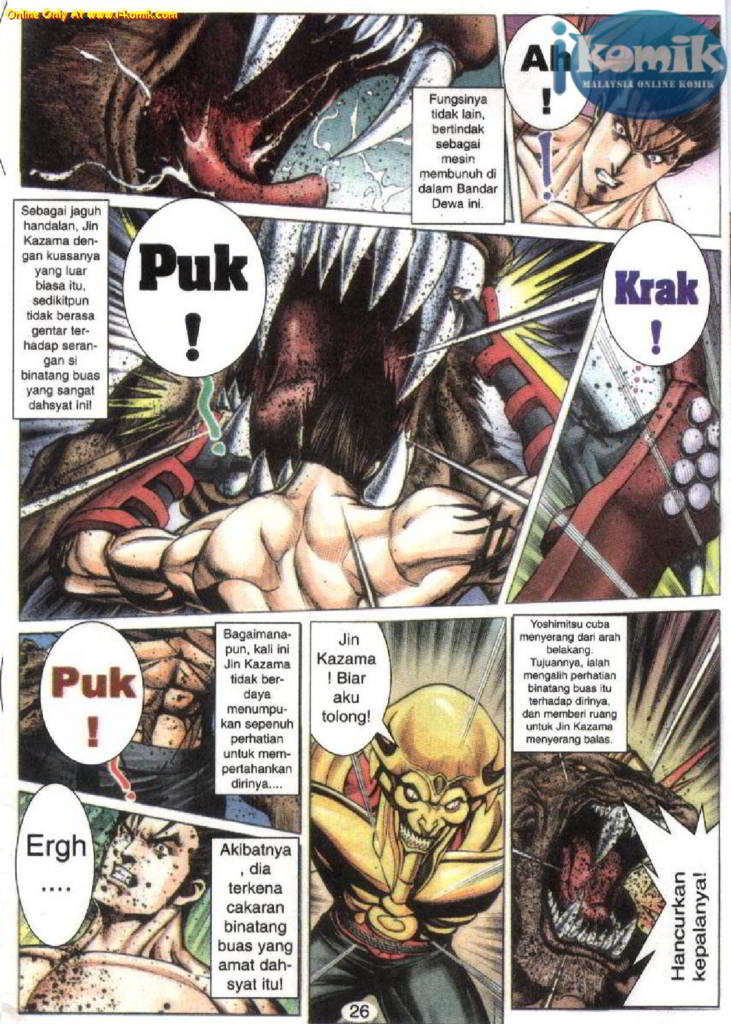 Online Only At www.i-komik.com
ikomik
MALAYSIA ONLINE KOMIK
Fungsinya
tidak lain,
bertindak
sebagai
mesin
membunuh di
dalam Bandar
Dewa ini.
Ah
!
Sebagai jaguh
handalan, Jin
Kazama den-
gan kuasanya
yang luar
biasa itu,
sedikitpun
tidak berasa
gentar ter-
hadap seran-
gan si
binatang buas
yang sangat
dahsyat ini!
Puk
!
Krak
!
Puk
!
Bagaimana-
pun, kali ini
Jin Kazama
tidak ber-
daya
menumpu-
kan sepenuh
perhatian
untuk mem-
pertahankan
dirinya....
Ergh
....
Akibatnya
, dia
terkena
cakaran
binatang
buas yang
amat dah-
syat itu!
Jin
Kazama
! Biar
aku
tolong!
Yoshimitsu cuba
menyerang dari arah
belakang.
Tujuannya, ialah
mengalih perhatian
binatang buas itu
terhadap dirinya,
dan memberi ruang
untuk Jin Kazama
menyerang balas.
Hancurkan
kepalanya!
26